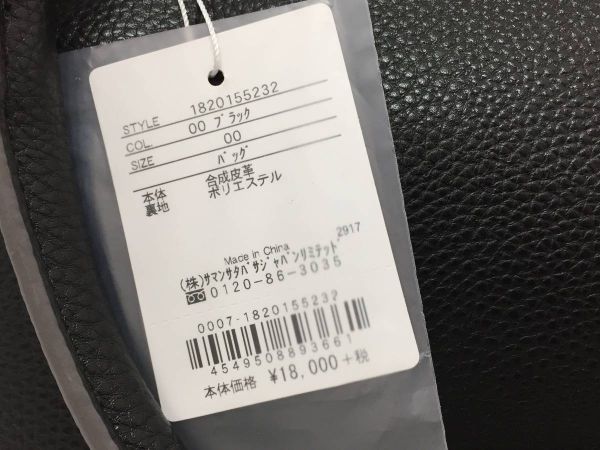 STYLE 1820155232
COL. 00 ブラック
SIZE 00
バッグ
本体 合成皮革
裏地 ポリエステル
2917
Made in China
(株)サマンサタバサジャパンリミテッド
0120-86-3035
0007-1820155232
4549508893661
本体価格 ¥18,000+税